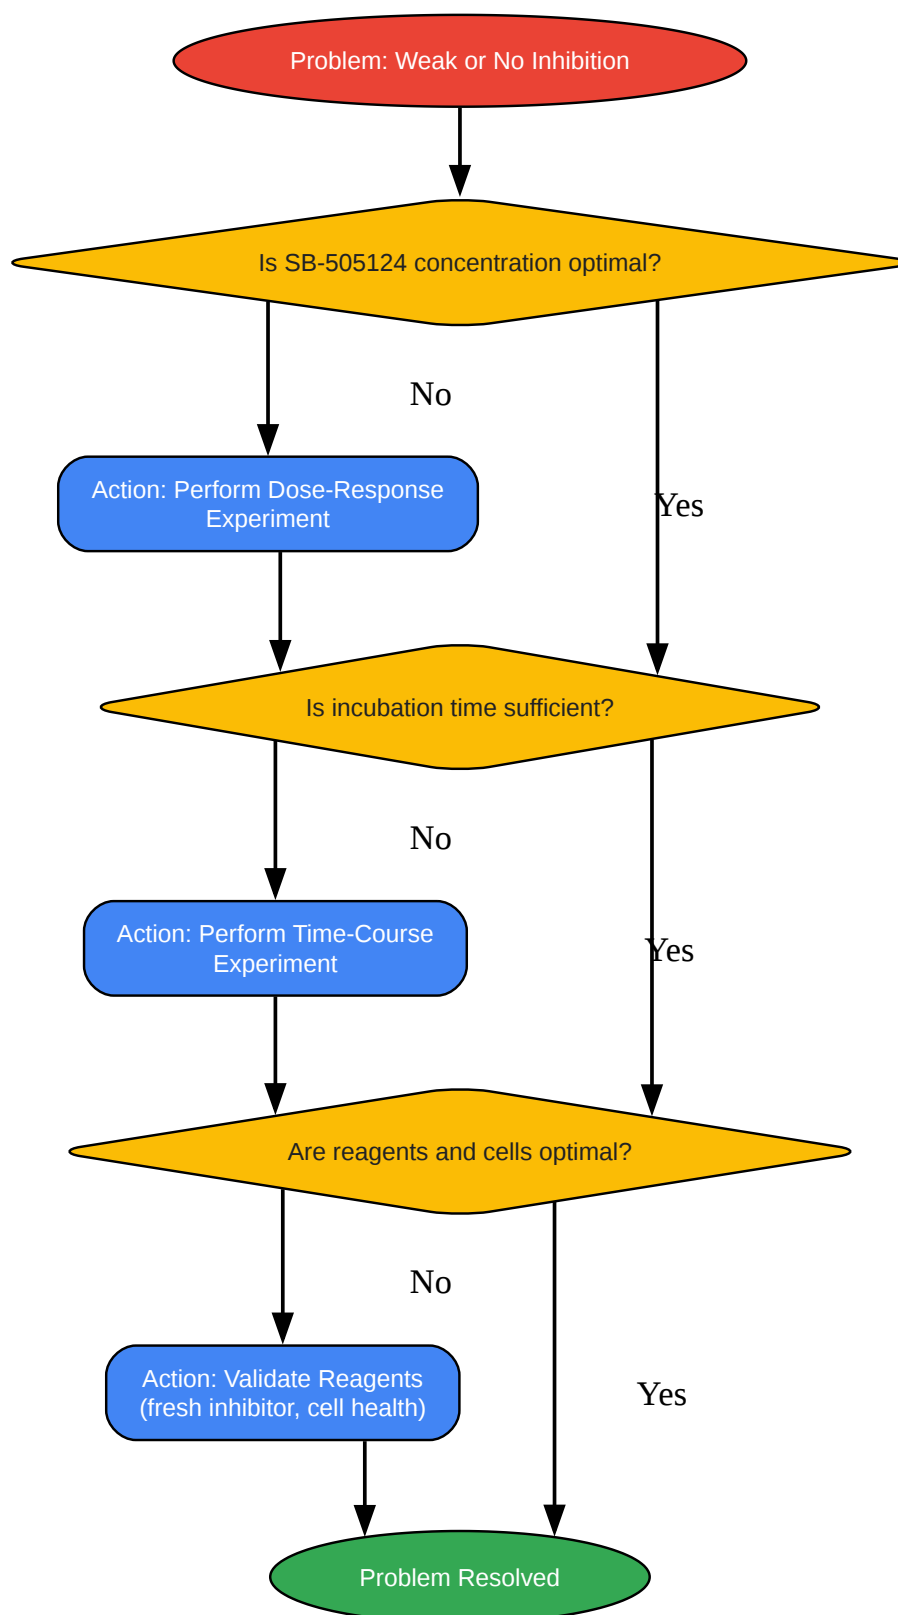 Problem: Weak or No Inhibition
Is SB-505124 concentration optimal?
No
Action: Perform Dose-Response
Experiment
Yes
Is incubation time sufficient?
No
Action: Perform Time-Course
Experiment
Yes
Are reagents and cells optimal?
No
Action: Validate Reagents
(fresh inhibitor, cell health)
Yes
Problem Resolved